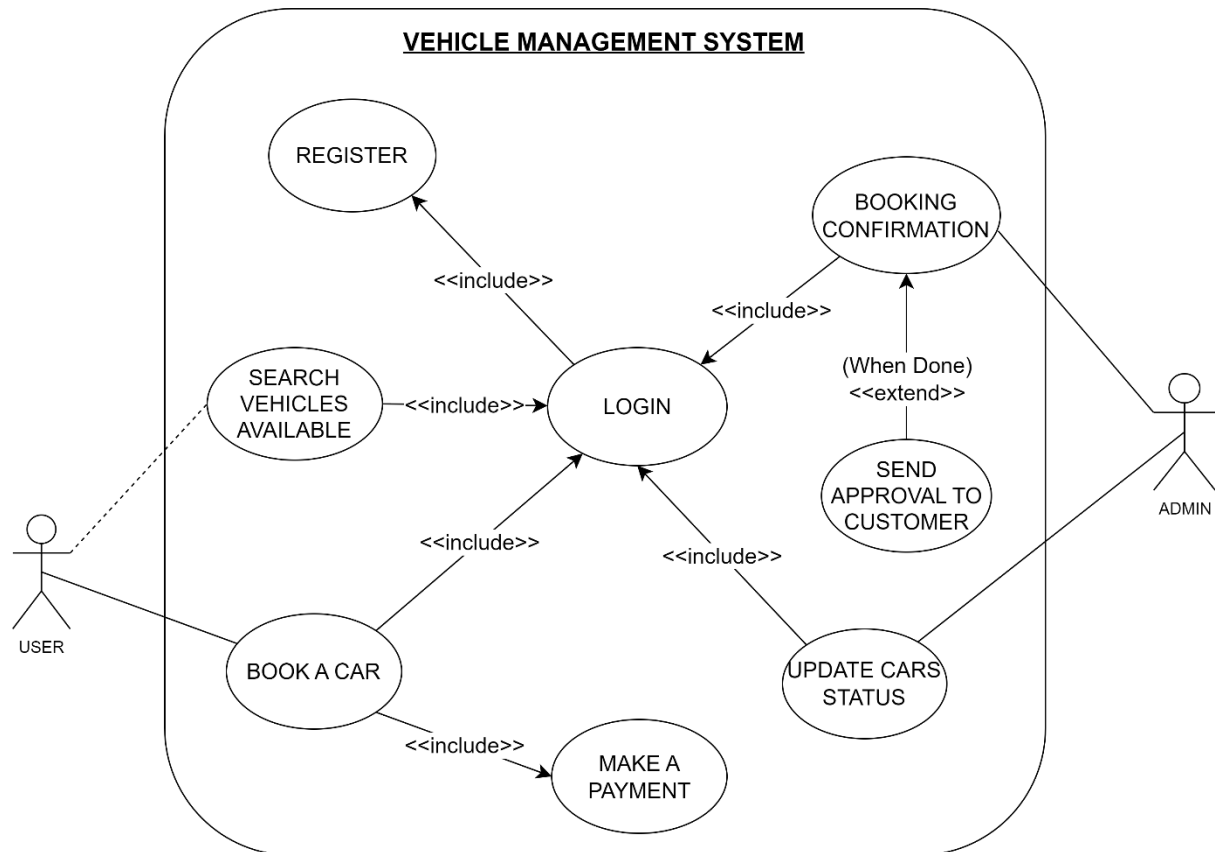 VEHICLE MANAGEMENT SYSTEM
REGISTER
BOOKING
CONFIRMATION
<<include>>
<<include>>
SEARCH
VEHICLES
AVAILABLE
<<include>>
LOGIN
(When Done)
<<extend>>
SEND
APPROVAL TO
CUSTOMER
ADMIN
<<include>>
<<include>>
USER
BOOK A CAR
UPDATE CARS
STATUS
<<include>>
MAKE A
PAYMENT